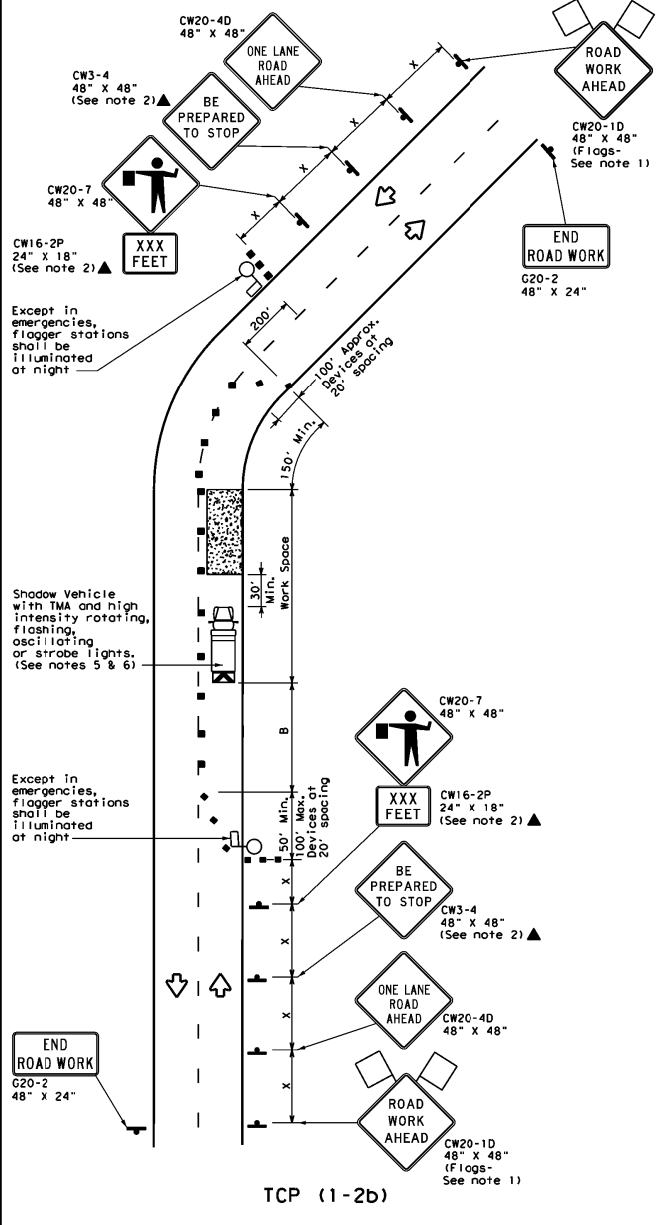 CW20-4D
48" X 48"
ONE LANE
ROAD
AHEAD
ROAD
WORK
AHEAD
CW20-1D
48" X 48"
(Flags-
See note 1)
CW3-4
48" X 48"
(See note 2)▲
BE
PREPARED
TO STOP
X
X
X
X
CW20-7
48" X 48"
CW16-2P
24" X 18"
(See note 2)▲
XXX
FEET
END
ROAD WORK
G20-2
48" X 24"
Except in
emergencies,
flagger stations
shall be
illuminated
at night
200'
100' Approx.
Devices at
20' spacing
150' Min.
Work Space
30'
Min.
Shadow Vehicle
with TMA and high
intensity rotating,
flashing,
oscillating
or strobe lights.
(See notes 5 & 6)
B
CW20-7
48" X 48"
XXX
FEET
CW16-2P
24" X 18"
(See note 2)▲
Except in
emergencies,
flagger stations
shall be
illuminated
at night
50' Min.
100' Max.
Devices at
20' spacing
X
BE
PREPARED
TO STOP
CW3-4
48" X 48"
(See note 2)▲
X
ONE LANE
ROAD
AHEAD
CW20-4D
48" X 48"
X
X
END
ROAD WORK
G20-2
48" X 24"
ROAD
WORK
AHEAD
CW20-1D
48" X 48"
(Flags-
See note 1)
TCP (1-2b)